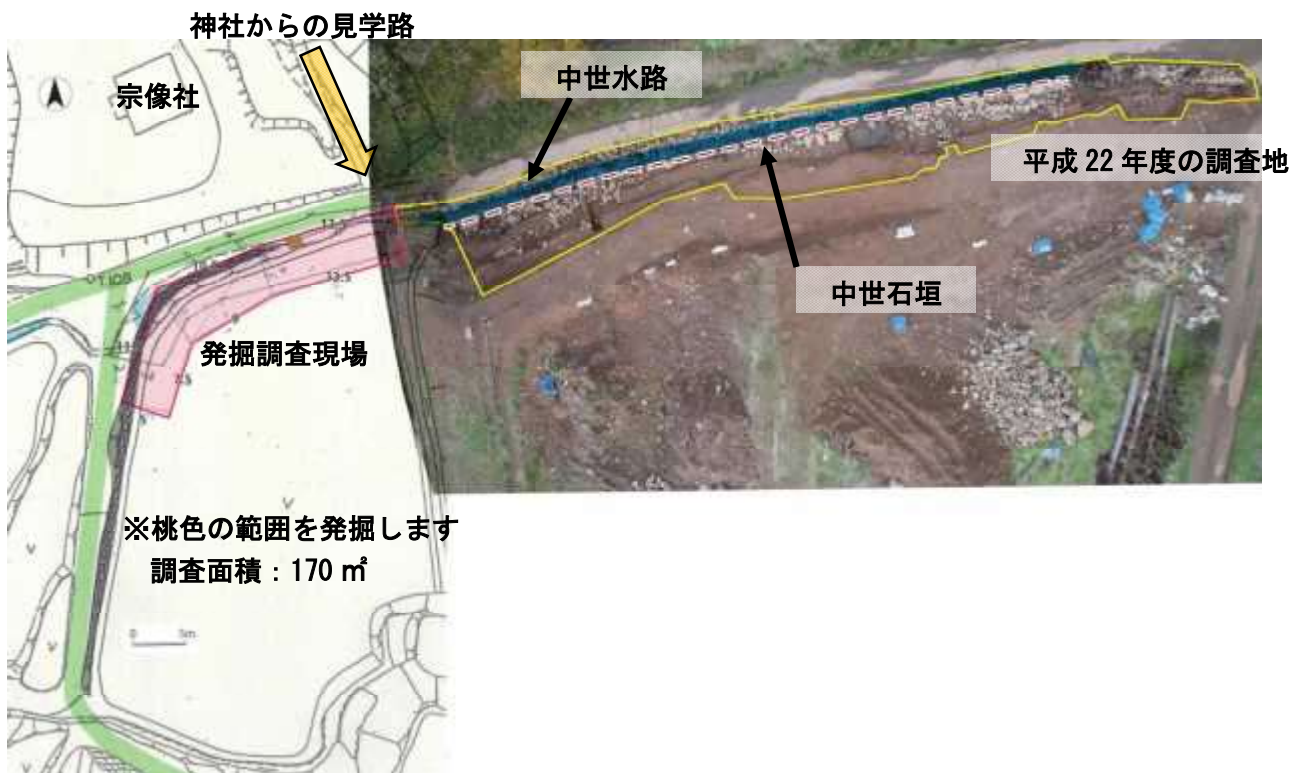 神社からの見学路
宗像社
中世水路
平成 22 年度の調査地
中世石垣
発掘調査現場
※桃色の範囲を発掘します
調査面積：170 ㎡
0 5m